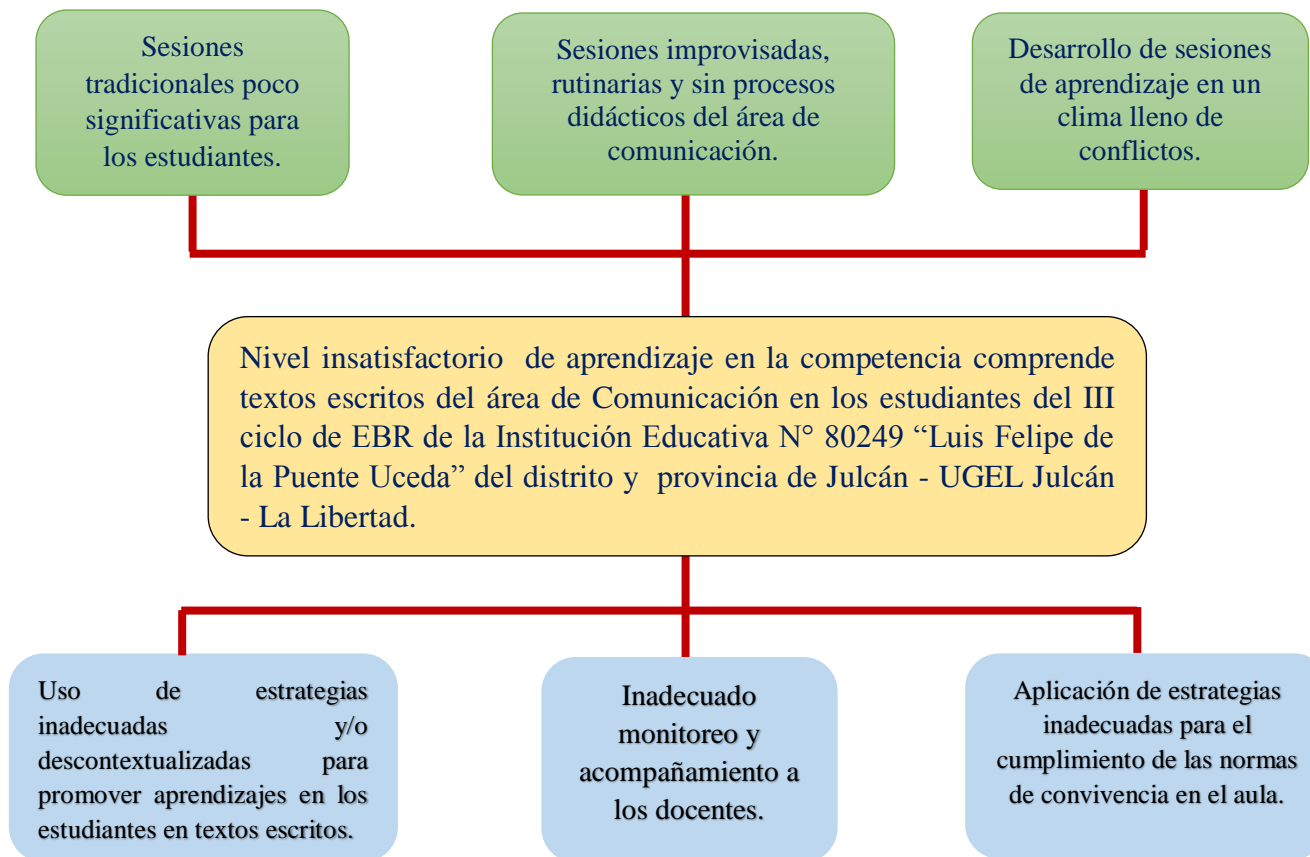 Sesiones
tradicionales poco
significativas para
los estudiantes.
Sesiones improvisadas,
rutinarias y sin procesos
didácticos del área de
comunicación.
Desarrollo de sesiones
de aprendizaje en un
clima lleno de
conflictos.
Nivel insatisfactorio de aprendizaje en la competencia comprende
textos escritos del área de Comunicación en los estudiantes del III
ciclo de EBR de la Institución Educativa N° 80249 “Luis Felipe de
la Puente Uceda” del distrito y provincia de Julcán - UGEL Julcán
- La Libertad.
Uso de estrategias
inadecuadas y/o
descontextualizadas para
promover aprendizajes en los
estudiantes en textos escritos.
Inadecuado
monitoreo y
acompañamiento a
los docentes.
Aplicación de estrategias
inadecuadas para el
cumplimiento de las normas
de convivencia en el aula.